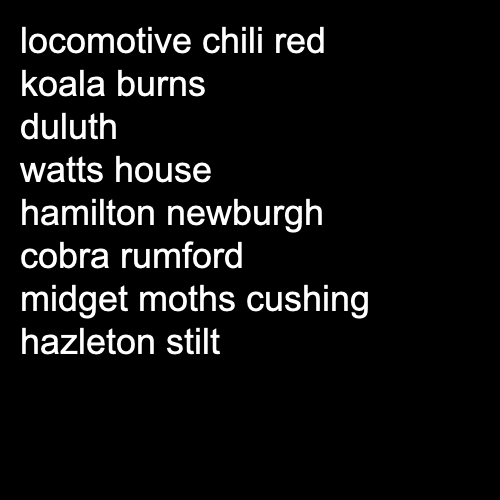 locomotive chili red
koala burns
duluth
watts house
hamilton newburgh
cobra rumford
midget moths cushing
hazleton stilt